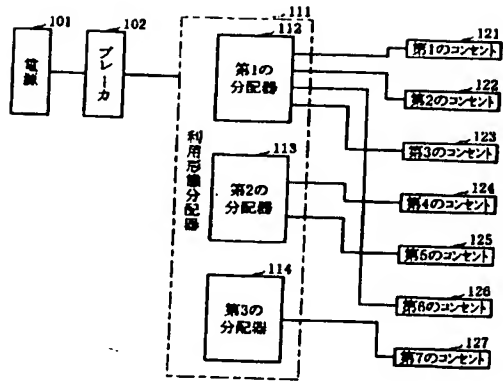 101
電源
102
ブレーカ
111
利用形態分配器
112
第1の
分配器
113
第2の
分配器
114
第3の
分配器
121
第1のコンセント
122
第2のコンセント
123
第3のコンセント
124
第4のコンセント
125
第5のコンセント
126
第6のコンセント
127
第7のコンセント